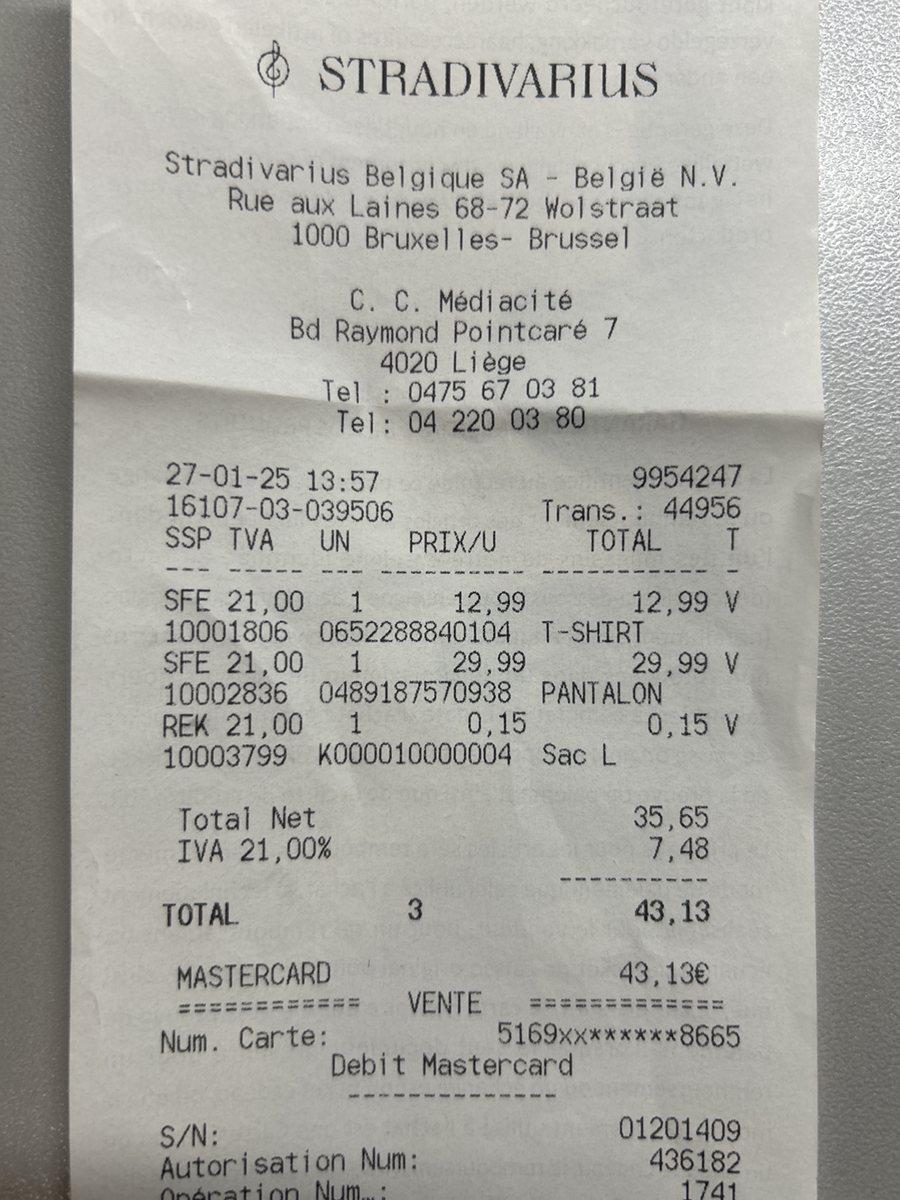 STRADIVARIUS
Stradivarius Belgique SA - België N.V.
Rue aux Laines 68-72 Wolstraat
1000 Bruxelles- Brussel
C. C. Médiacité
Bd Raymond Pointcaré 7
4020 Liège
Tel : 0475 67 03 81
Tel: 04 220 03 80
27-01-25 13:57 9954247
16107-03-039506 Trans.: 44956
SSP TVA UN PRIX/U TOTAL T
--- ----- --- ---------- ----------- -
SFE 21,00 1 12,99 12,99 V
10001806 0652288840104 T-SHIRT
SFE 21,00 1 29,99 29,99 V
10002836 0489187570938 PANTALON
REK 21,00 1 0,15 0,15 V
10003799 K000010000004 Sac L
Total Net 35,65
IVA 21,00% 7,48
----------
TOTAL 3 43,13
MASTERCARD 43,13€
============ VENTE =============
Num. Carte: 5169xx******8665
Debit Mastercard
--------------
S/N: 01201409
Autorisation Num: 436182
Opération Num.: 1741